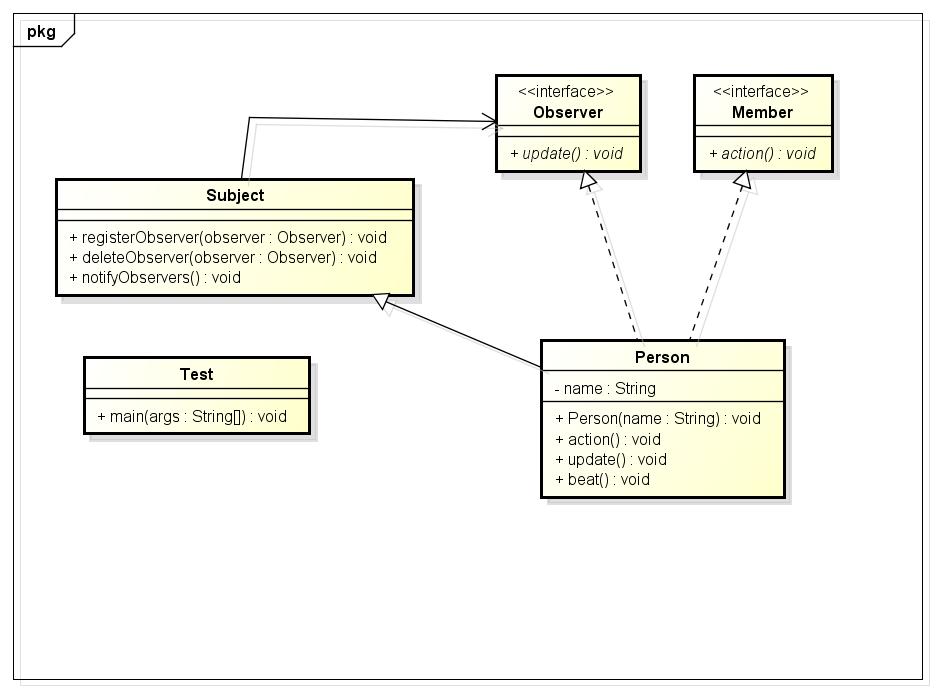 pkg
<<interface>>
Observer
+ update() : void
<<interface>>
Member
+ action() : void
Subject
+ registerObserver(observer : Observer) : void
+ deleteObserver(observer : Observer) : void
+ notifyObservers() : void
Test
+ main(args : String[]) : void
Person
- name : String
+ Person(name : String) : void
+ action() : void
+ update() : void
+ beat() : void